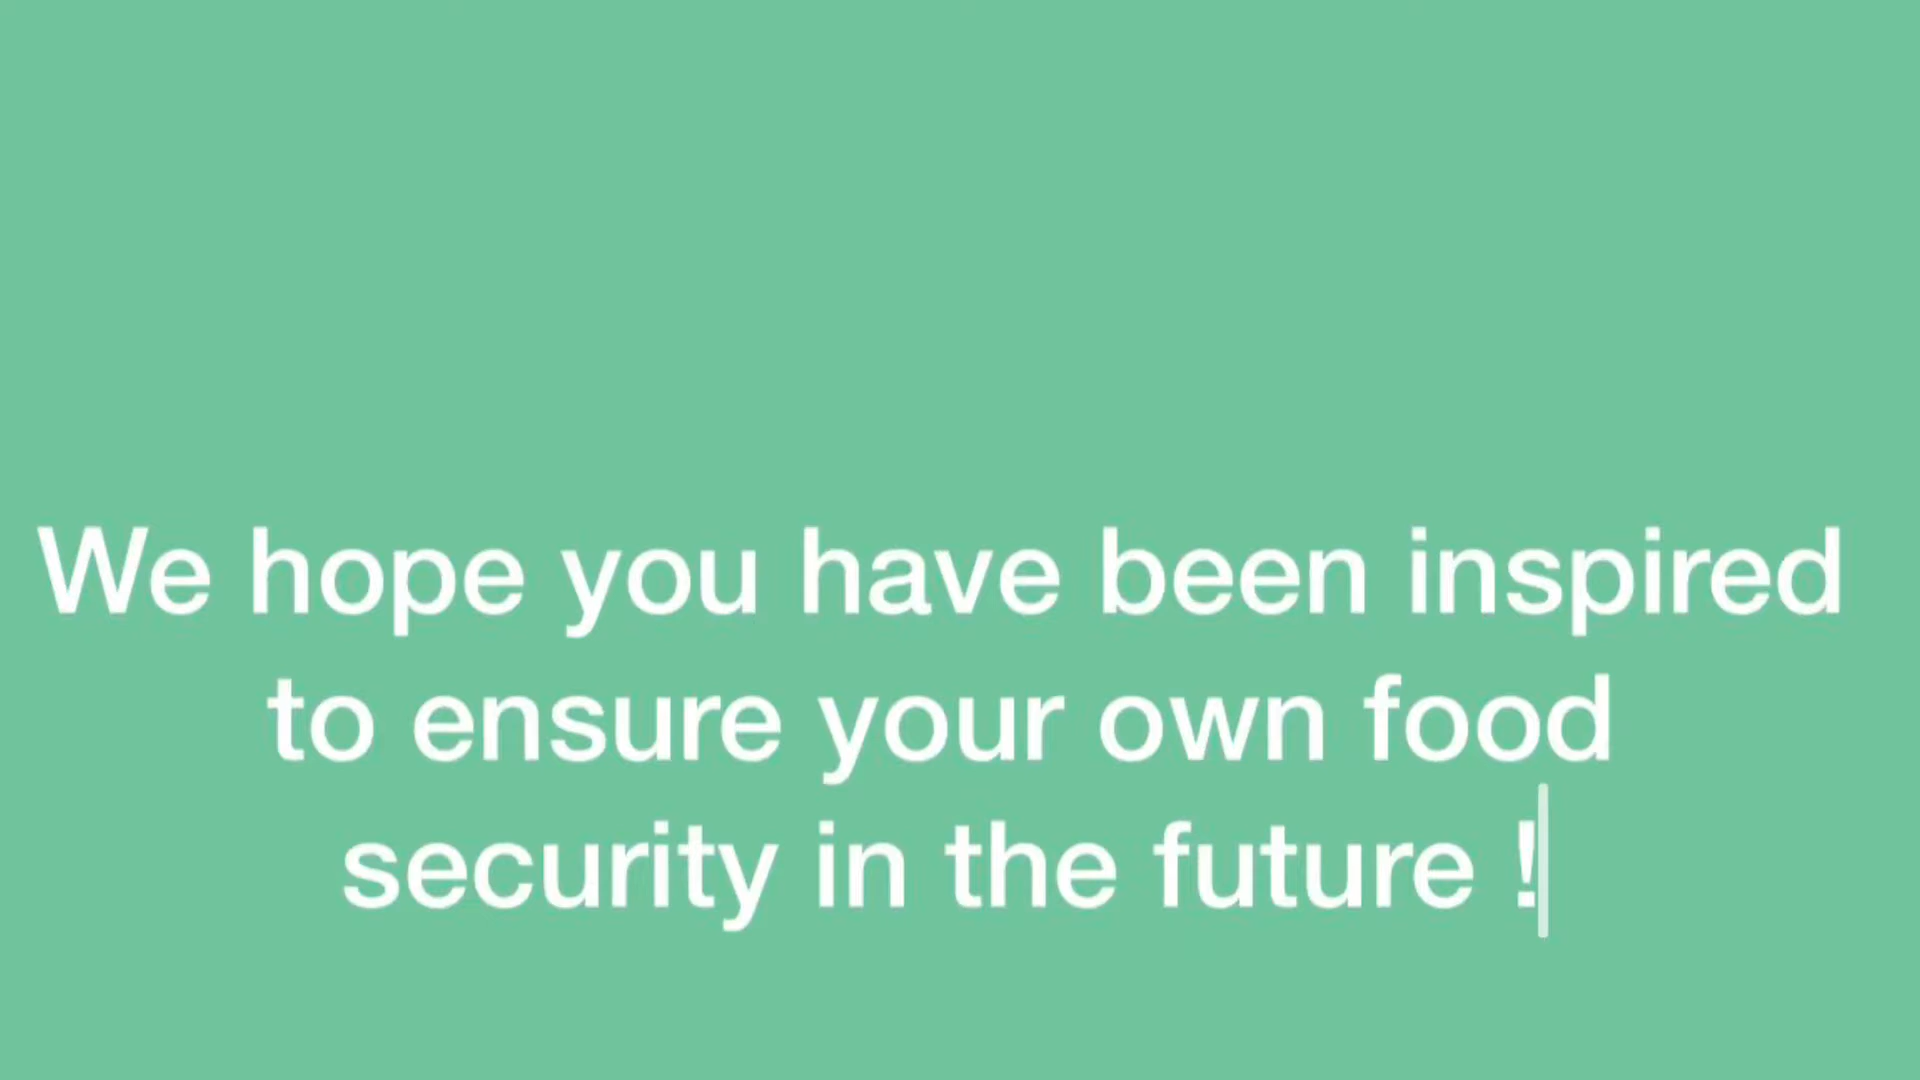 We hope you have been inspired
to ensure your own food
security in the future !